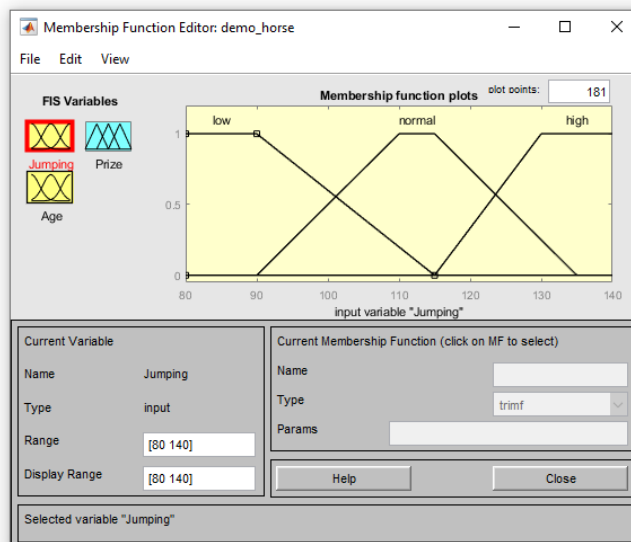 Membership Function Editor: demo_horse
File Edit View
FIS Variables
Jumping Prize
Age
Membership function plots plot points: 181
low normal high
1
0.5
0
80 90 100 110 120 130 140
input variable "Jumping"
Current Variable
Name Jumping
Type input
Range [80 140]
Display Range [80 140]
Current Membership Function (click on MF to select)
Name
Type trimf
Params
Help Close
Selected variable "Jumping"